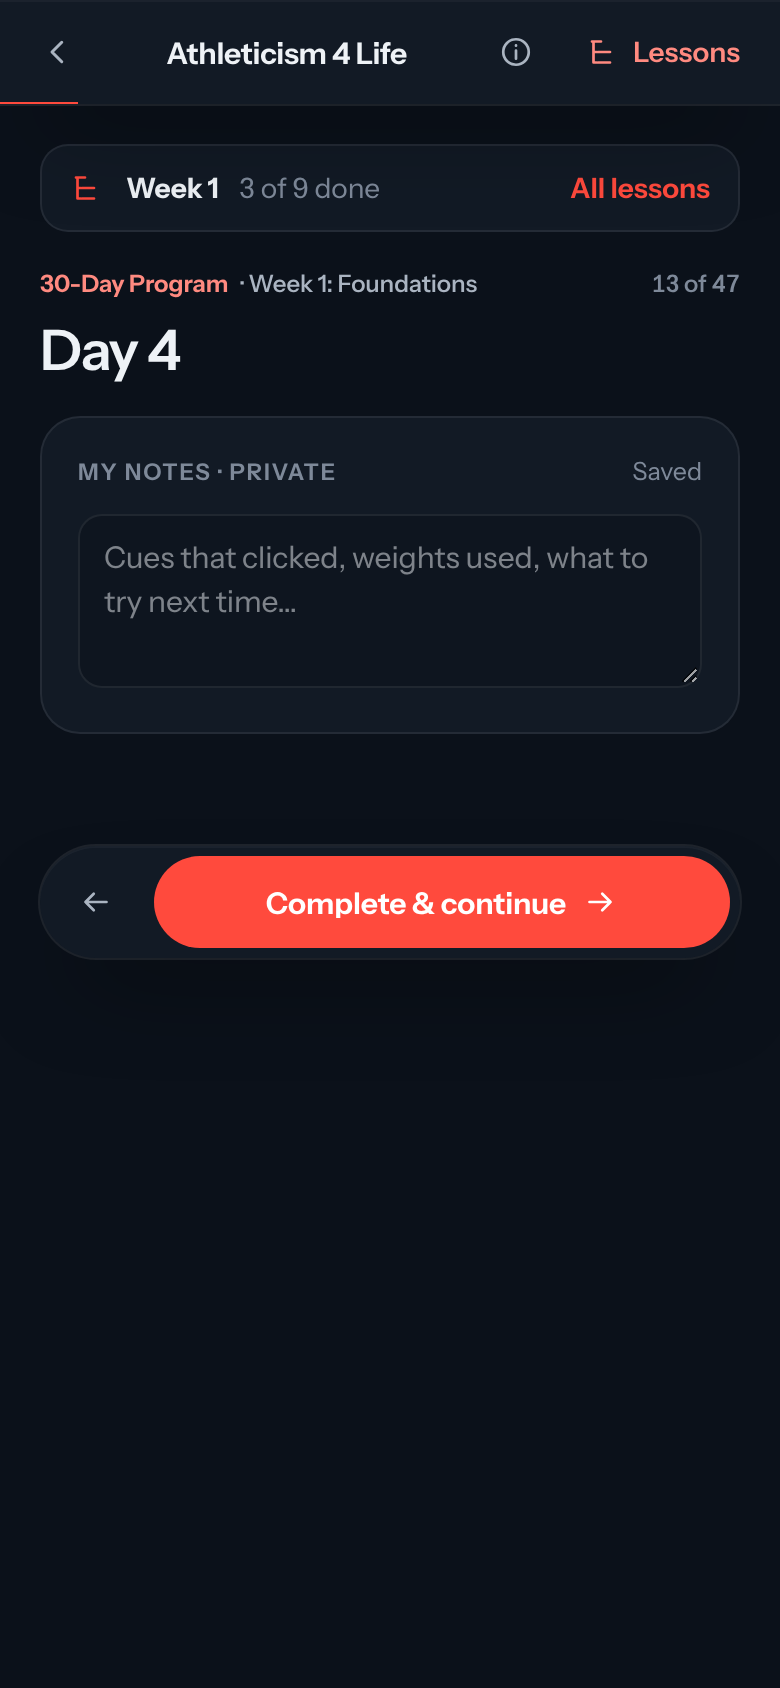 Athleticism 4 Life
Lessons
Week 1 3 of 9 done All lessons
30-Day Program · Week 1: Foundations 13 of 47
Day 4
MY NOTES · PRIVATE Saved
Cues that clicked, weights used, what to
try next time...
Complete & continue →